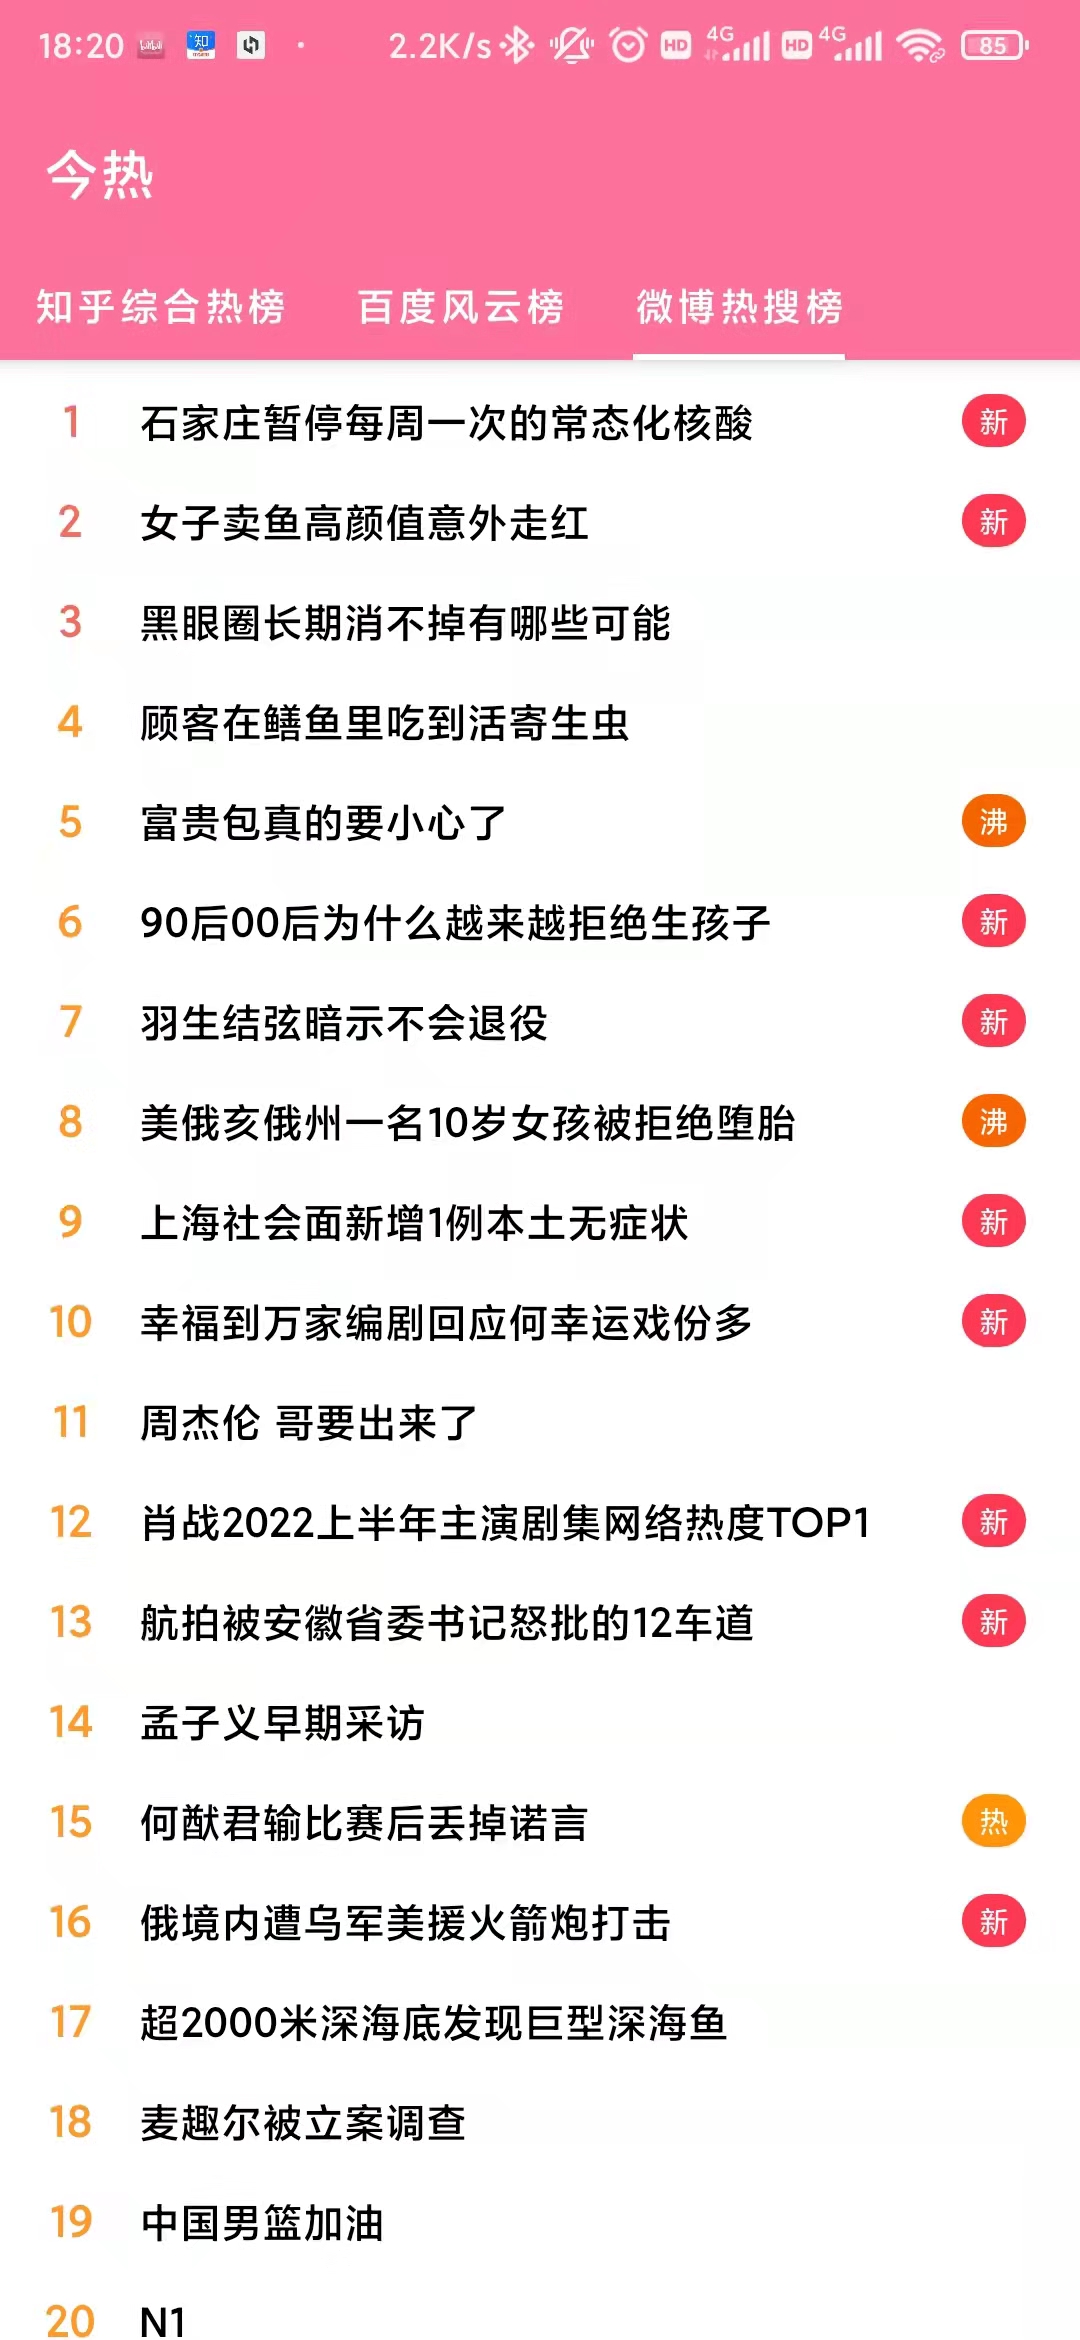 18:20 知 2.2K/s HD 4G HD 4G 85
今热
知乎综合热榜 百度风云榜 微博热搜榜
1 石家庄暂停每周一次的常态化核酸 新
2 女子卖鱼高颜值意外走红 新
3 黑眼圈长期消不掉有哪些可能
4 顾客在鳝鱼里吃到活寄生虫
5 富贵包真的要小心了 沸
6 90后00后为什么越来越拒绝生孩子 新
7 羽生结弦暗示不会退役 新
8 美俄亥俄州一名10岁女孩被拒绝堕胎 沸
9 上海社会面新增1例本土无症状 新
10 幸福到万家编剧回应何幸运戏份多 新
11 周杰伦 哥要出来了
12 肖战2022上半年主演剧集网络热度TOP1 新
13 航拍被安徽省委书记怒批的12车道 新
14 孟子义早期采访
15 何猷君输比赛后丢掉诺言 热
16 俄境内遭乌军美援火箭炮打击 新
17 超2000米深海底发现巨型深海鱼
18 麦趣尔被立案调查
19 中国男篮加油
20 N1